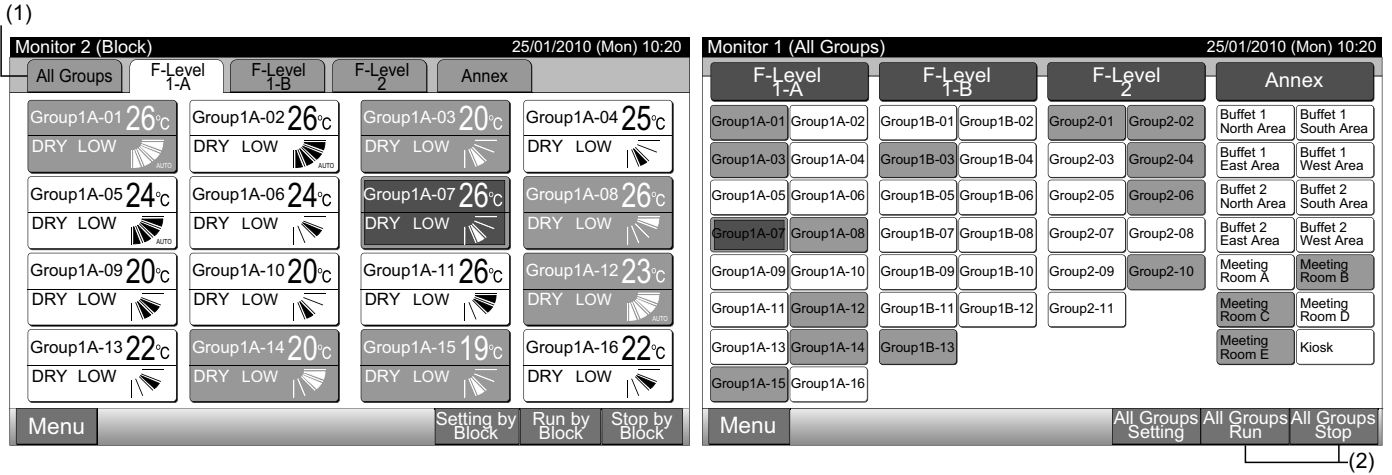 (1)
Monitor 2 (Block) 25/01/2010 (Mon) 10:20
All Groups F-Level 1-A F-Level 1-B F-Level 2 Annex
Group1A-01 26°C Group1A-02 26°C Group1A-03 20°C Group1A-04 25°C
DRY LOW AUTO DRY LOW AUTO DRY LOW DRY LOW
Group1A-05 24°C Group1A-06 24°C Group1A-07 26°C Group1A-08 26°C
DRY LOW AUTO DRY LOW DRY LOW DRY LOW
Group1A-09 20°C Group1A-10 20°C Group1A-11 26°C Group1A-12 23°C
DRY LOW DRY LOW DRY LOW DRY LOW AUTO
Group1A-13 22°C Group1A-14 20°C Group1A-15 19°C Group1A-16 22°C
DRY LOW DRY LOW DRY LOW DRY LOW
Menu Setting by Block Run by Block Stop by Block
Monitor 1 (All Groups) 25/01/2010 (Mon) 10:20
F-Level 1-A F-Level 1-B F-Level 2 Annex
Group1A-01 Group1A-02 Group1B-01 Group1B-02 Group2-01 Group2-02 Buffet 1 North Area Buffet 1 South Area
Group1A-03 Group1A-04 Group1B-03 Group1B-04 Group2-03 Group2-04 Buffet 1 East Area Buffet 1 West Area
Group1A-05 Group1A-06 Group1B-05 Group1B-06 Group2-05 Group2-06 Buffet 2 North Area Buffet 2 South Area
Group1A-07 Group1A-08 Group1B-07 Group1B-08 Group2-07 Group2-08 Buffet 2 East Area Buffet 2 West Area
Group1A-09 Group1A-10 Group1B-09 Group1B-10 Group2-09 Group2-10 Meeting Room A Meeting Room B
Group1A-11 Group1A-12 Group1B-11 Group1B-12 Group2-11 Meeting Room C Meeting Room D
Group1A-13 Group1A-14 Group1B-13 Meeting Room E Kiosk
Group1A-15 Group1A-16
Menu All Groups Setting All Groups Run All Groups Stop
(2)